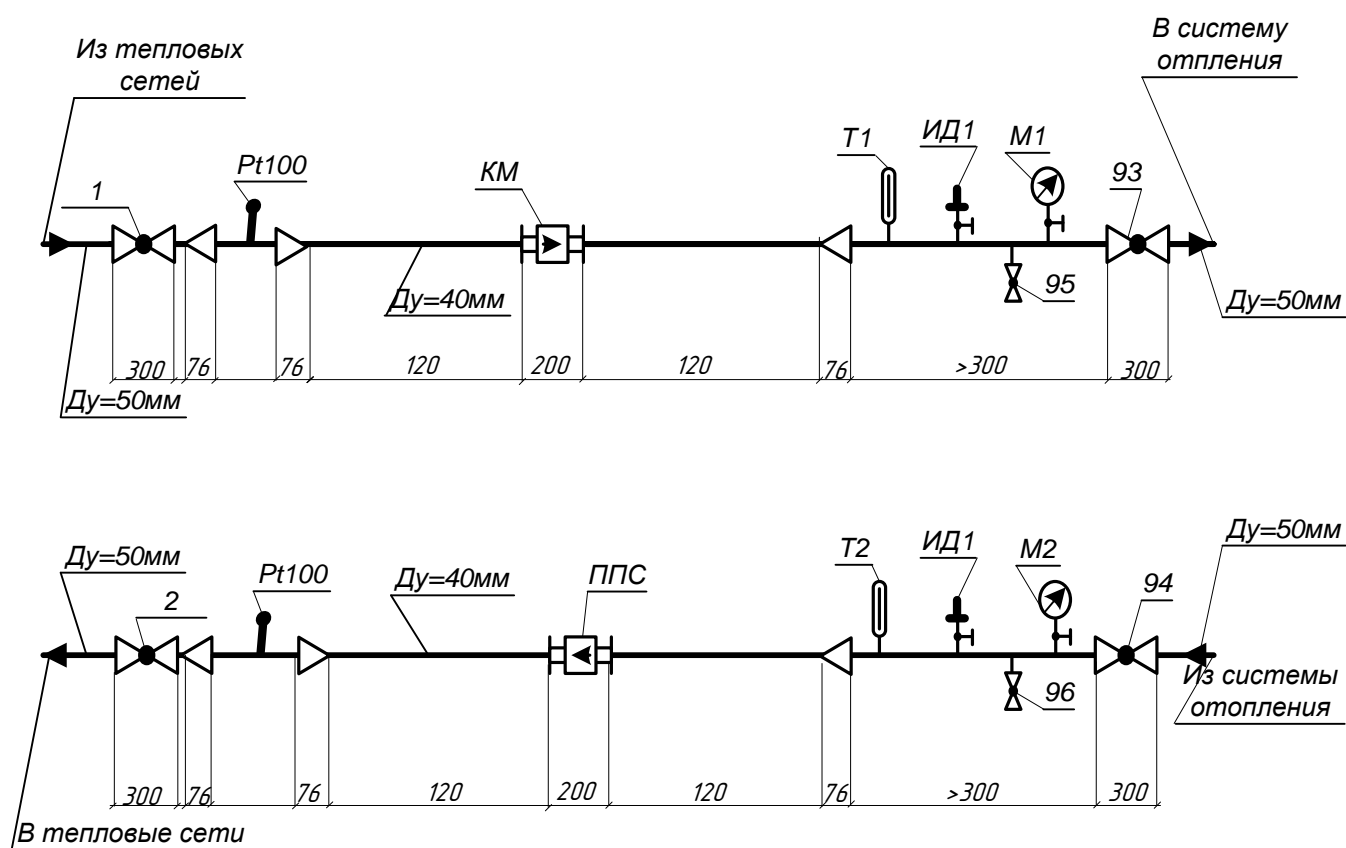 Из тепловых
сетей
В систему
отпления
1
Pt100
КМ
Т1
ИД1
М1
93
95
Ду=40мм
Ду=50мм
300
76
76
120
200
120
76
>300
300
Ду=50мм
Ду=50мм
2
Pt100
Ду=40мм
ППС
Т2
ИД1
М2
94
Ду=50мм
96
Из системы
отопления
300
76
76
120
200
120
76
>300
300
В тепловые сети